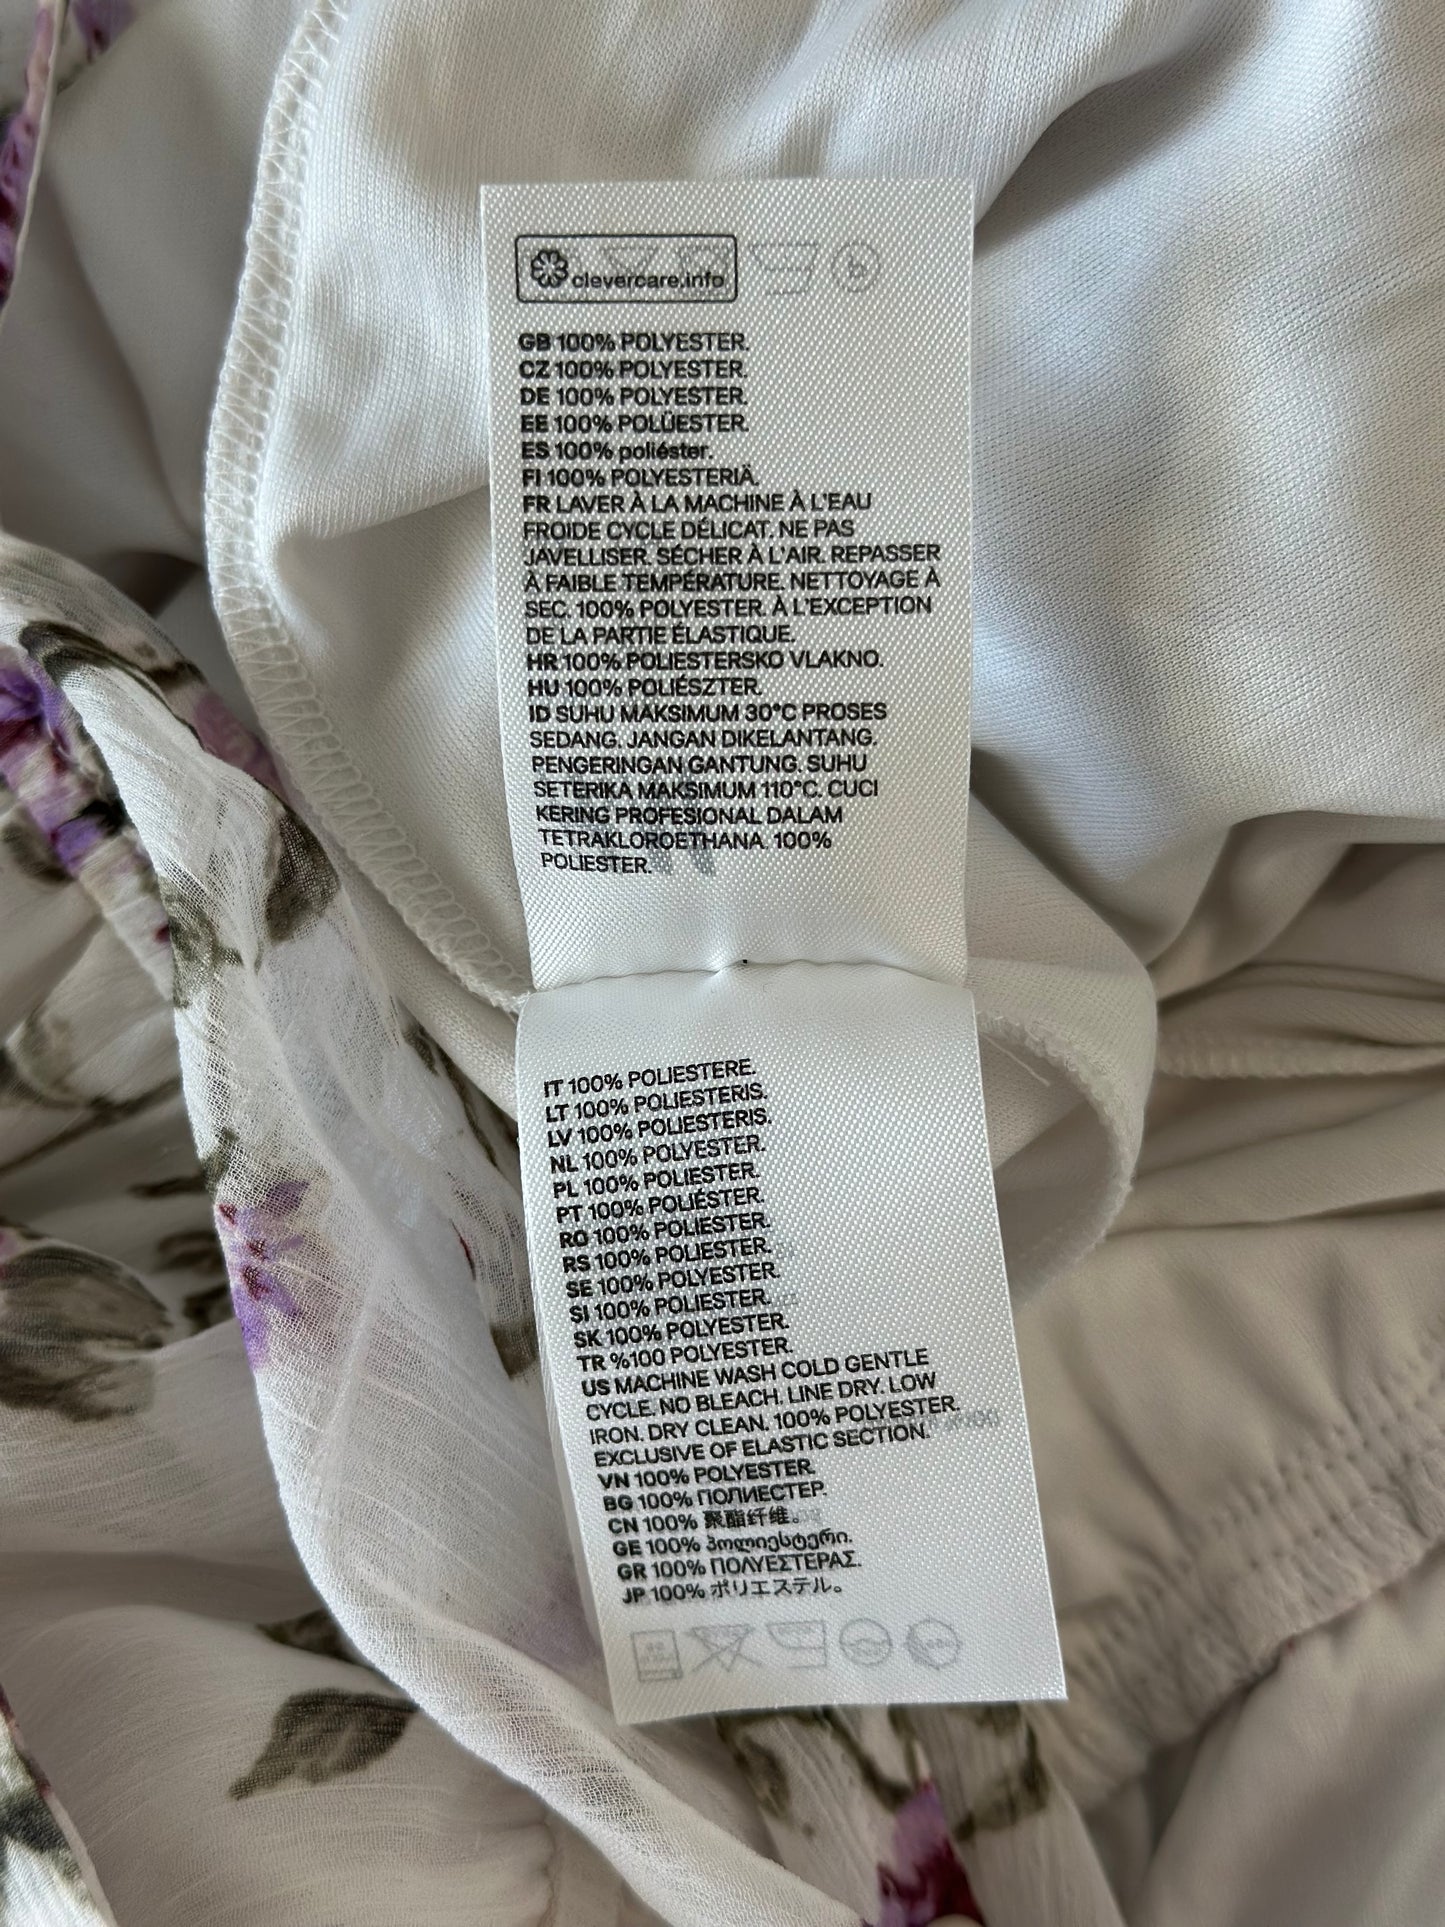 clevercare.info
GB 100% POLYESTER.
CZ 100% POLYESTER.
DE 100% POLYESTER.
EE 100% POLÜESTER.
ES 100% poliéster.
FI 100% POLYESTERIÄ.
FR LAVER À LA MACHINE À L'EAU
FROIDE CYCLE DÉLICAT. NE PAS
JAVELLISER. SÉCHER À L'AIR. REPASSER
À FAIBLE TEMPÉRATURE. NETTOYAGE À
SEC. 100% POLYESTER. À L'EXCEPTION
DE LA PARTIE ÉLASTIQUE.
HR 100% POLIESTERSKO VLAKNO.
HU 100% POLIÉSZTER.
ID SUHU MAKSIMUM 30°C PROSES
SEDANG. JANGAN DIKELANTANG.
PENGERINGAN GANTUNG. SUHU
SETERIKA MAKSIMUM 110°C. CUCI
KERING PROFESIONAL DALAM
TETRAKLOROETHANA. 100%
POLIESTER.
IT 100% POLIESTERE.
LT 100% POLIESTERIS.
LV 100% POLIESTERIS.
NL 100% POLYESTER.
PL 100% POLIESTER.
PT 100% POLIÉSTER.
RO 100% POLIESTER.
RS 100% POLIESTER.
SE 100% POLYESTER.
SI 100% POLIESTER.
SK 100% POLYESTER.
TR %100 POLYESTER.
US MACHINE WASH COLD GENTLE
CYCLE. NO BLEACH. LINE DRY. LOW
IRON. DRY CLEAN. 100% POLYESTER.
EXCLUSIVE OF ELASTIC SECTION.
VN 100% POLYESTER.
BG 100% ПОЛИЕСТЕР.
CN 100% 聚酯纤维。
GE 100% პოლიესტერი.
GR 100% ΠΟΛΥΕΣΤΕΡΑΣ.
JP 100% ポリエステル。